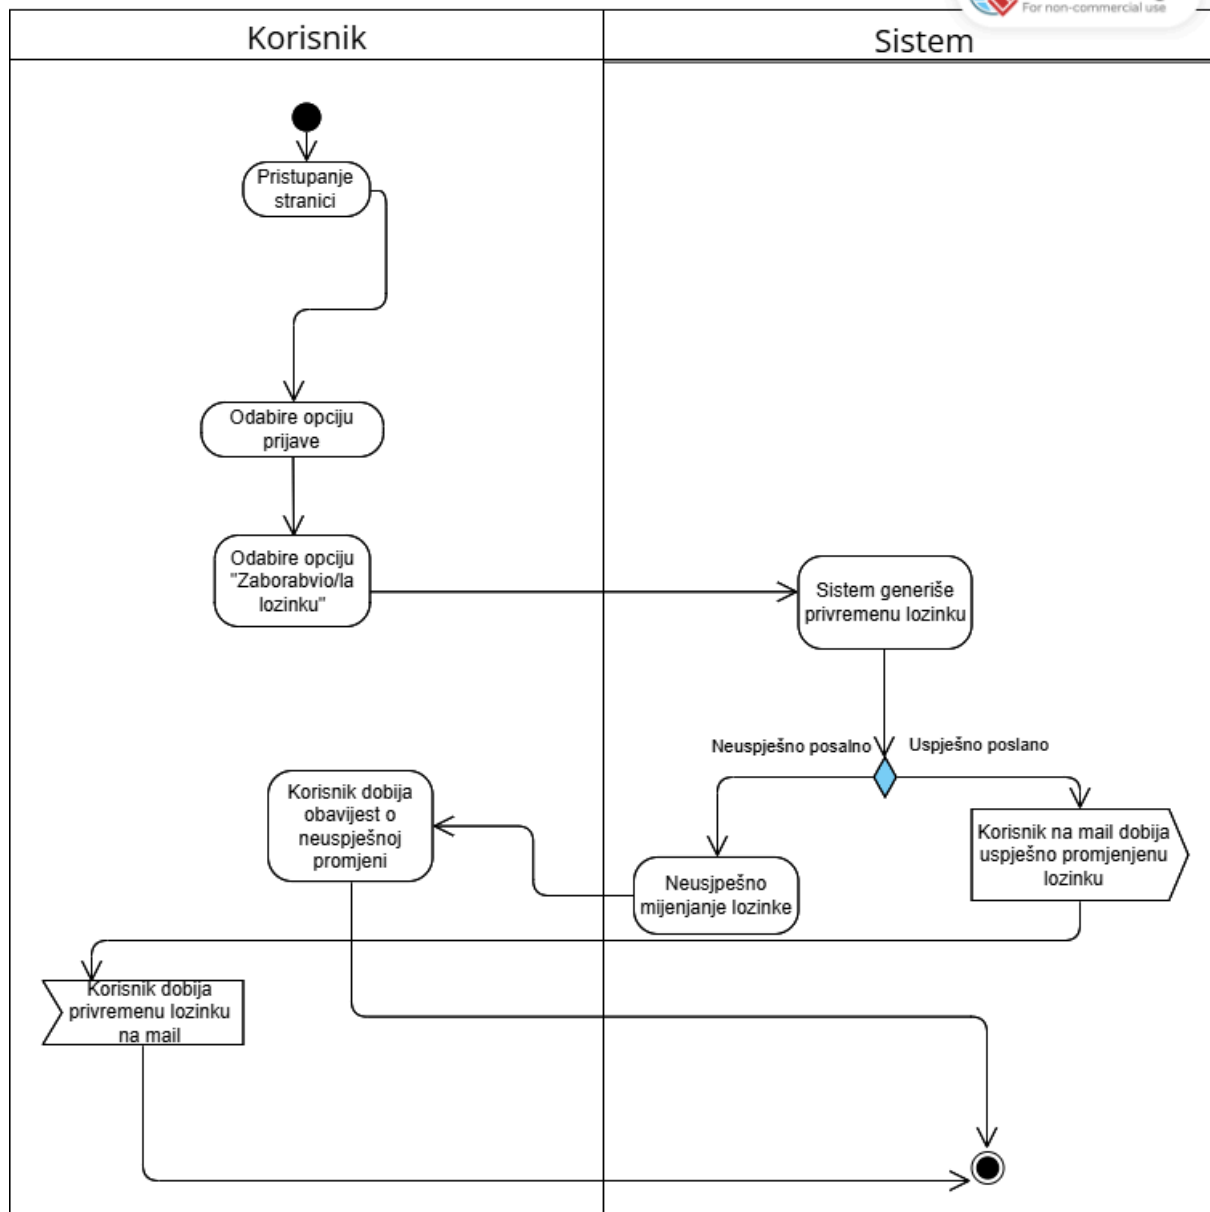 For non-commercial use
Korisnik
Sistem
Pristupanje
stranici
Odabire opciju
prijave
Odabire opciju
"Zaborabvio/la
lozinku"
Sistem generiše
privremenu lozinku
Neuspješno posalno
Uspješno poslano
Korisnik dobija
obavijest o
neuspješnoj
promjeni
Korisnik na mail dobija
uspješno promjenjenu
lozinku
Neusjpešno
mijenjanje lozinke
Korisnik dobija
privremenu lozinku
na mail